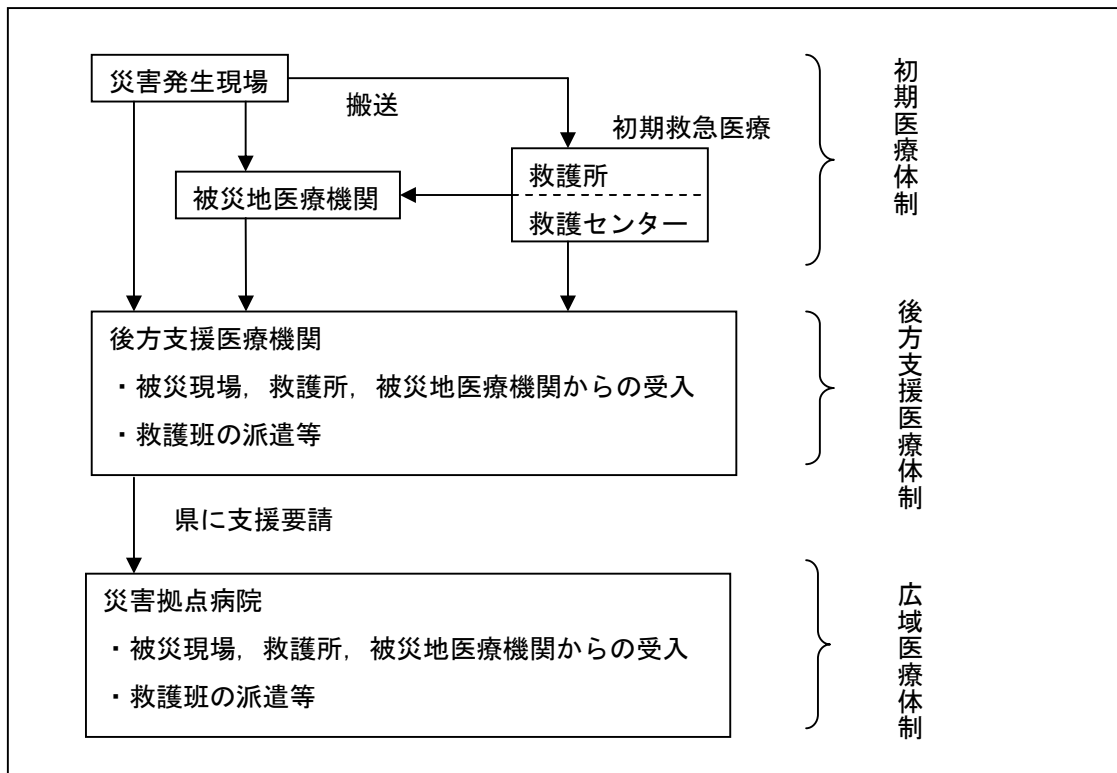 災害発生現場
搬送
初期救急医療
救護所
救護センター
被災地医療機関
初期医療体制
後方支援医療機関
・被災現場，救護所，被災地医療機関からの受入
・救護班の派遣等
後方支援医療体制
県に支援要請
災害拠点病院
・被災現場，救護所，被災地医療機関からの受入
・救護班の派遣等
広域医療体制